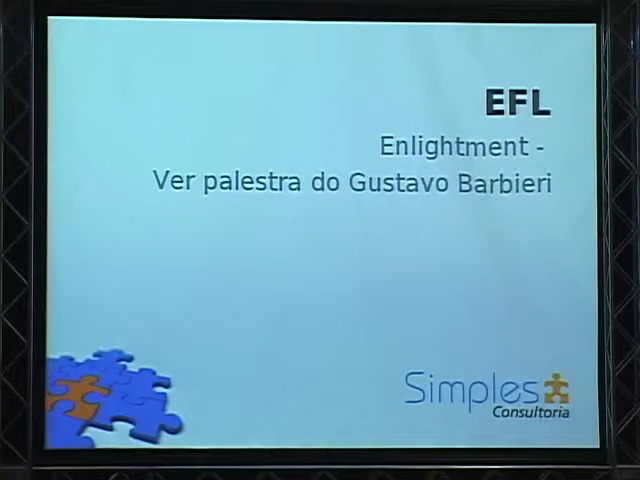 EFL
Enlightment -
Ver palestra do Gustavo Barbieri
Simples
Consultoria